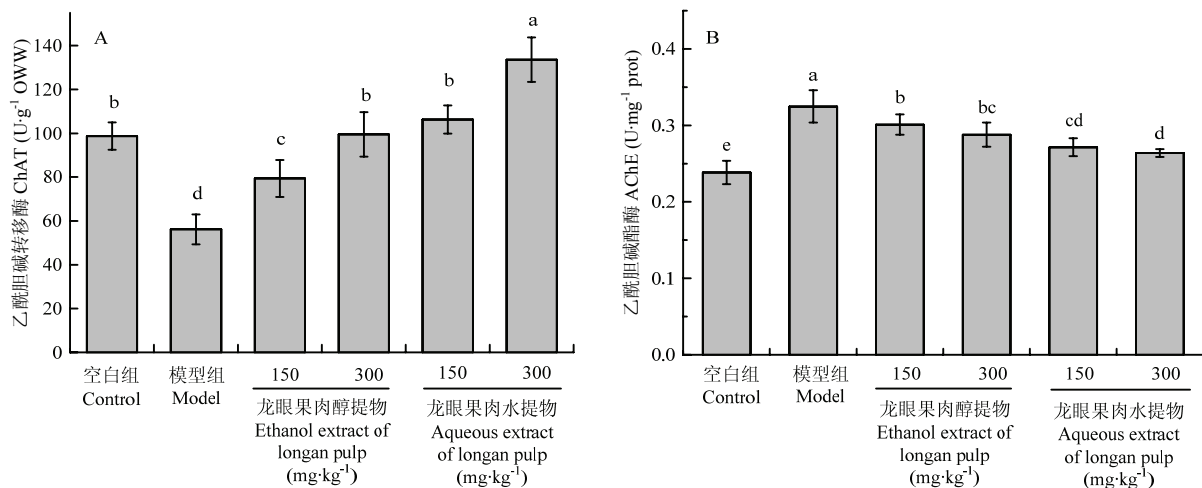 A
乙酰胆碱转移酶 ChAT (U·g⁻¹ OWW)
140
120
100
80
60
40
20
0
b
d
c
b
b
a
空白组
Control
模型组
Model
150
300
150
300
龙眼果肉醇提物
Ethanol extract of
longan pulp
(mg·kg⁻¹)
龙眼果肉水提物
Aqueous extract
of longan pulp
(mg·kg⁻¹)
B
乙酰胆碱酯酶 AChE (U·mg⁻¹ prot)
0.4
0.3
0.2
0.1
0.0
e
a
b
bc
cd
d
空白组
Control
模型组
Model
150
300
150
300
龙眼果肉醇提物
Ethanol extract of
longan pulp
(mg·kg⁻¹)
龙眼果肉水提物
Aqueous extract
of longan pulp
(mg·kg⁻¹)